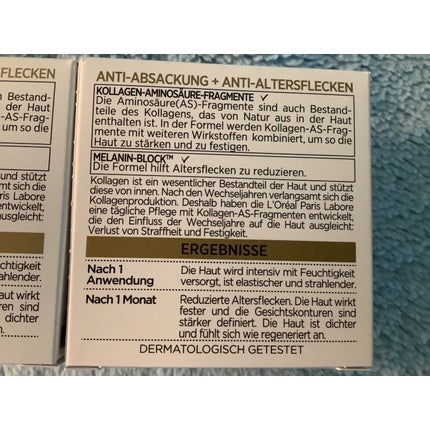 SFLECKEN
ANTI-ABSACKUNG + ANTI-ALTERSFLECKEN
KOLLAGEN-AMINOSÄURE-FRAGMENTE ✓
Die Aminosäure(AS)-Fragmente sind auch Bestand-
teile des Kollagens, das von Natur aus in der Haut
enthalten ist. In der Formel werden Kollagen-AS-Frag-
mente mit weiteren Wirkstoffen kombiniert, um so die
Haut zu stärken und zu festigen.
MELANIN-BLOCK™ ✓
Die Formel hilft Altersflecken zu reduzieren.
Kollagen ist ein wesentlicher Bestandteil der Haut und stützt
diese von innen. Nach den Wechseljahren verlangsamt sich die
Kollagenproduktion. Deshalb haben die L'Oréal Paris Labore
eine tägliche Pflege mit Kollagen-AS-Fragmenten entwickelt,
die den Einfluss der Wechseljahre auf die Haut ausgleicht:
Verlust von Straffheit und Festigkeit.
ERGEBNISSE
Nach 1 Anwendung
Die Haut wird intensiv mit Feuchtigkeit
versorgt, ist elastischer und strahlender.
Nach 1 Monat
Reduzierte Altersflecken. Die Haut wirkt
fester und die Gesichtskonturen sind
stärker definiert. Die Haut ist dichter
und fühlt sich wie regeneriert an.
DERMATOLOGISCH GETESTET